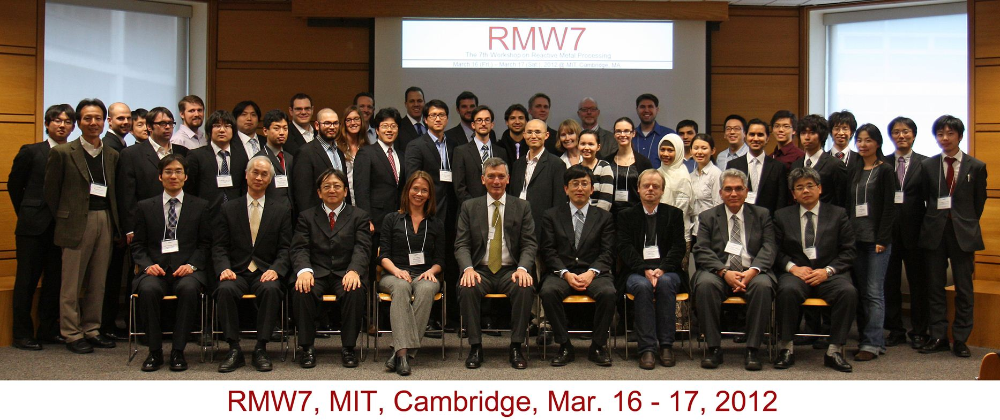 RMW7
The 7th Workshop on Reactive Metal Processing
March 16 (Fri.) – March 17 (Sat.), 2012 @ MIT, Cambridge, MA
RMW7, MIT, Cambridge, Mar. 16 - 17, 2012